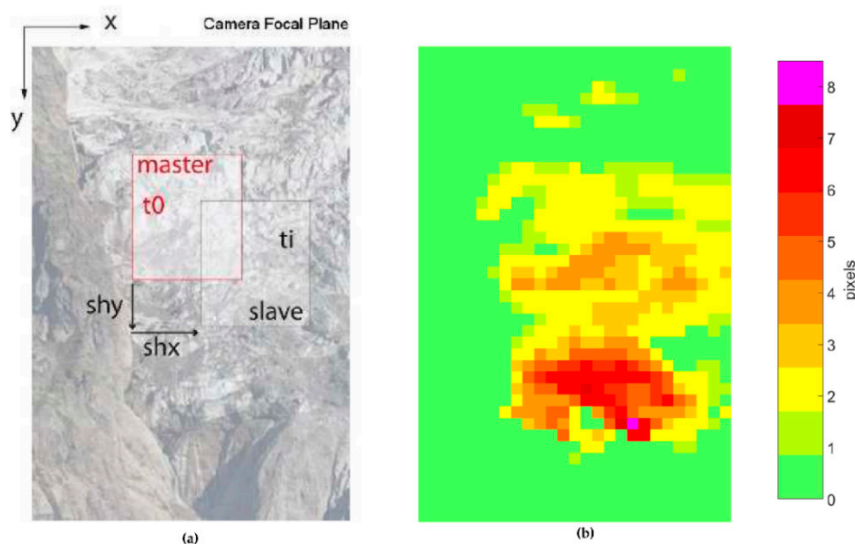 x
Camera Focal Plane
y
master
t0
ti
shy
slave
shx
(a)
8
7
6
5
4
3
2
1
0
pixels
(b)